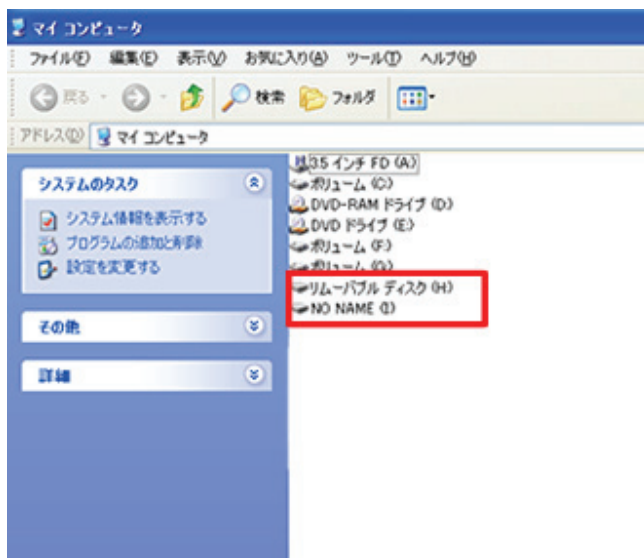 マイ コンピュータ
ファイル(F) 編集(E) 表示(V) お気に入り(A) ツール(T) ヘルプ(H)
戻る 検索 フォルダ
アドレス(D) マイ コンピュータ
システムのタスク
システム情報を表示する
プログラムの追加と削除
設定を変更する
その他
詳細
3.5 インチ FD (A:)
ボリューム (C:)
DVD-RAM ドライブ (D:)
DVD ドライブ (E:)
ボリューム (F:)
ボリューム (G:)
リムーバブル ディスク (H:)
NO NAME (I:)